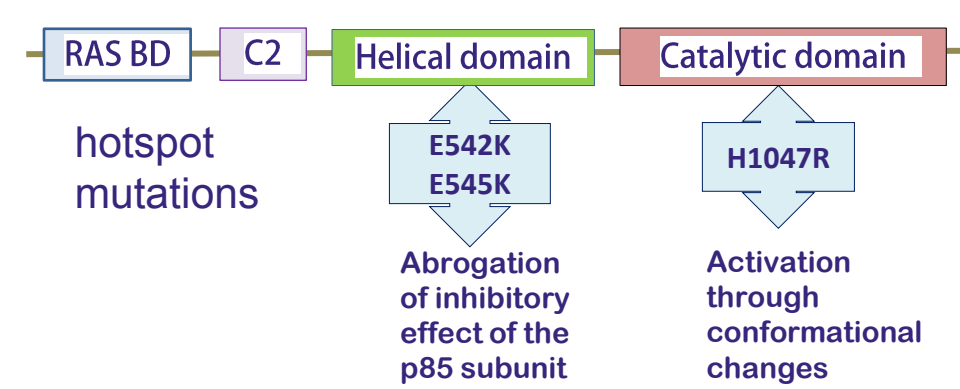 RAS BD
C2
Helical domain
Catalytic domain
hotspot
mutations
E542K
E545K
H1047R
Abrogation
of inhibitory
effect of the
p85 subunit
Activation
through
conformational
changes